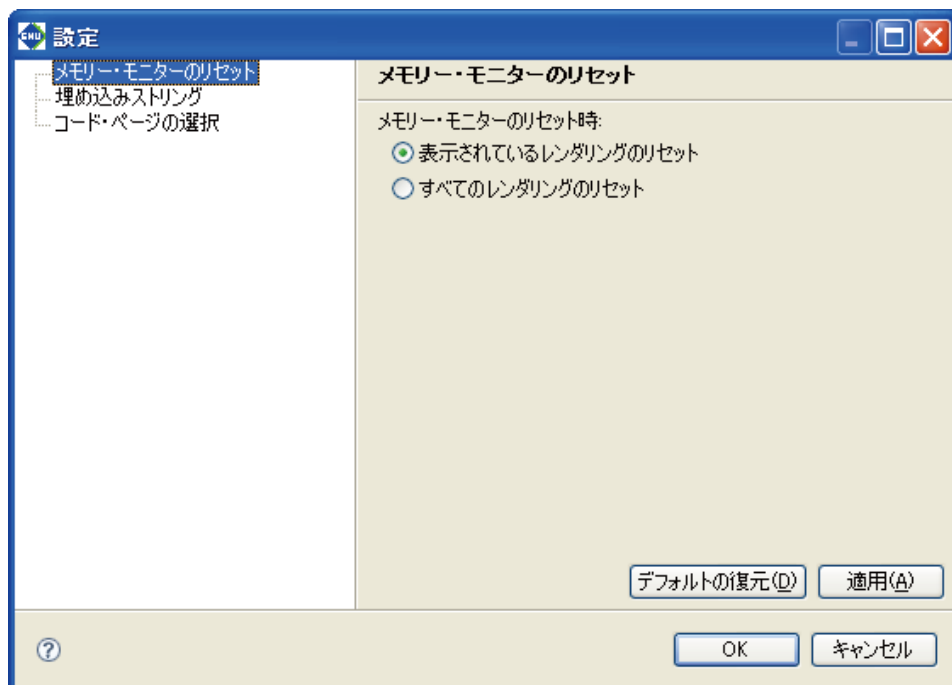 設定
メモリー・モニターのリセット
埋め込みストリング
コード・ページの選択
メモリー・モニターのリセット
メモリー・モニターのリセット時:
表示されているレンダリングのリセット
すべてのレンダリングのリセット
デフォルトの復元(D)
適用(A)
?
OK
キャンセル